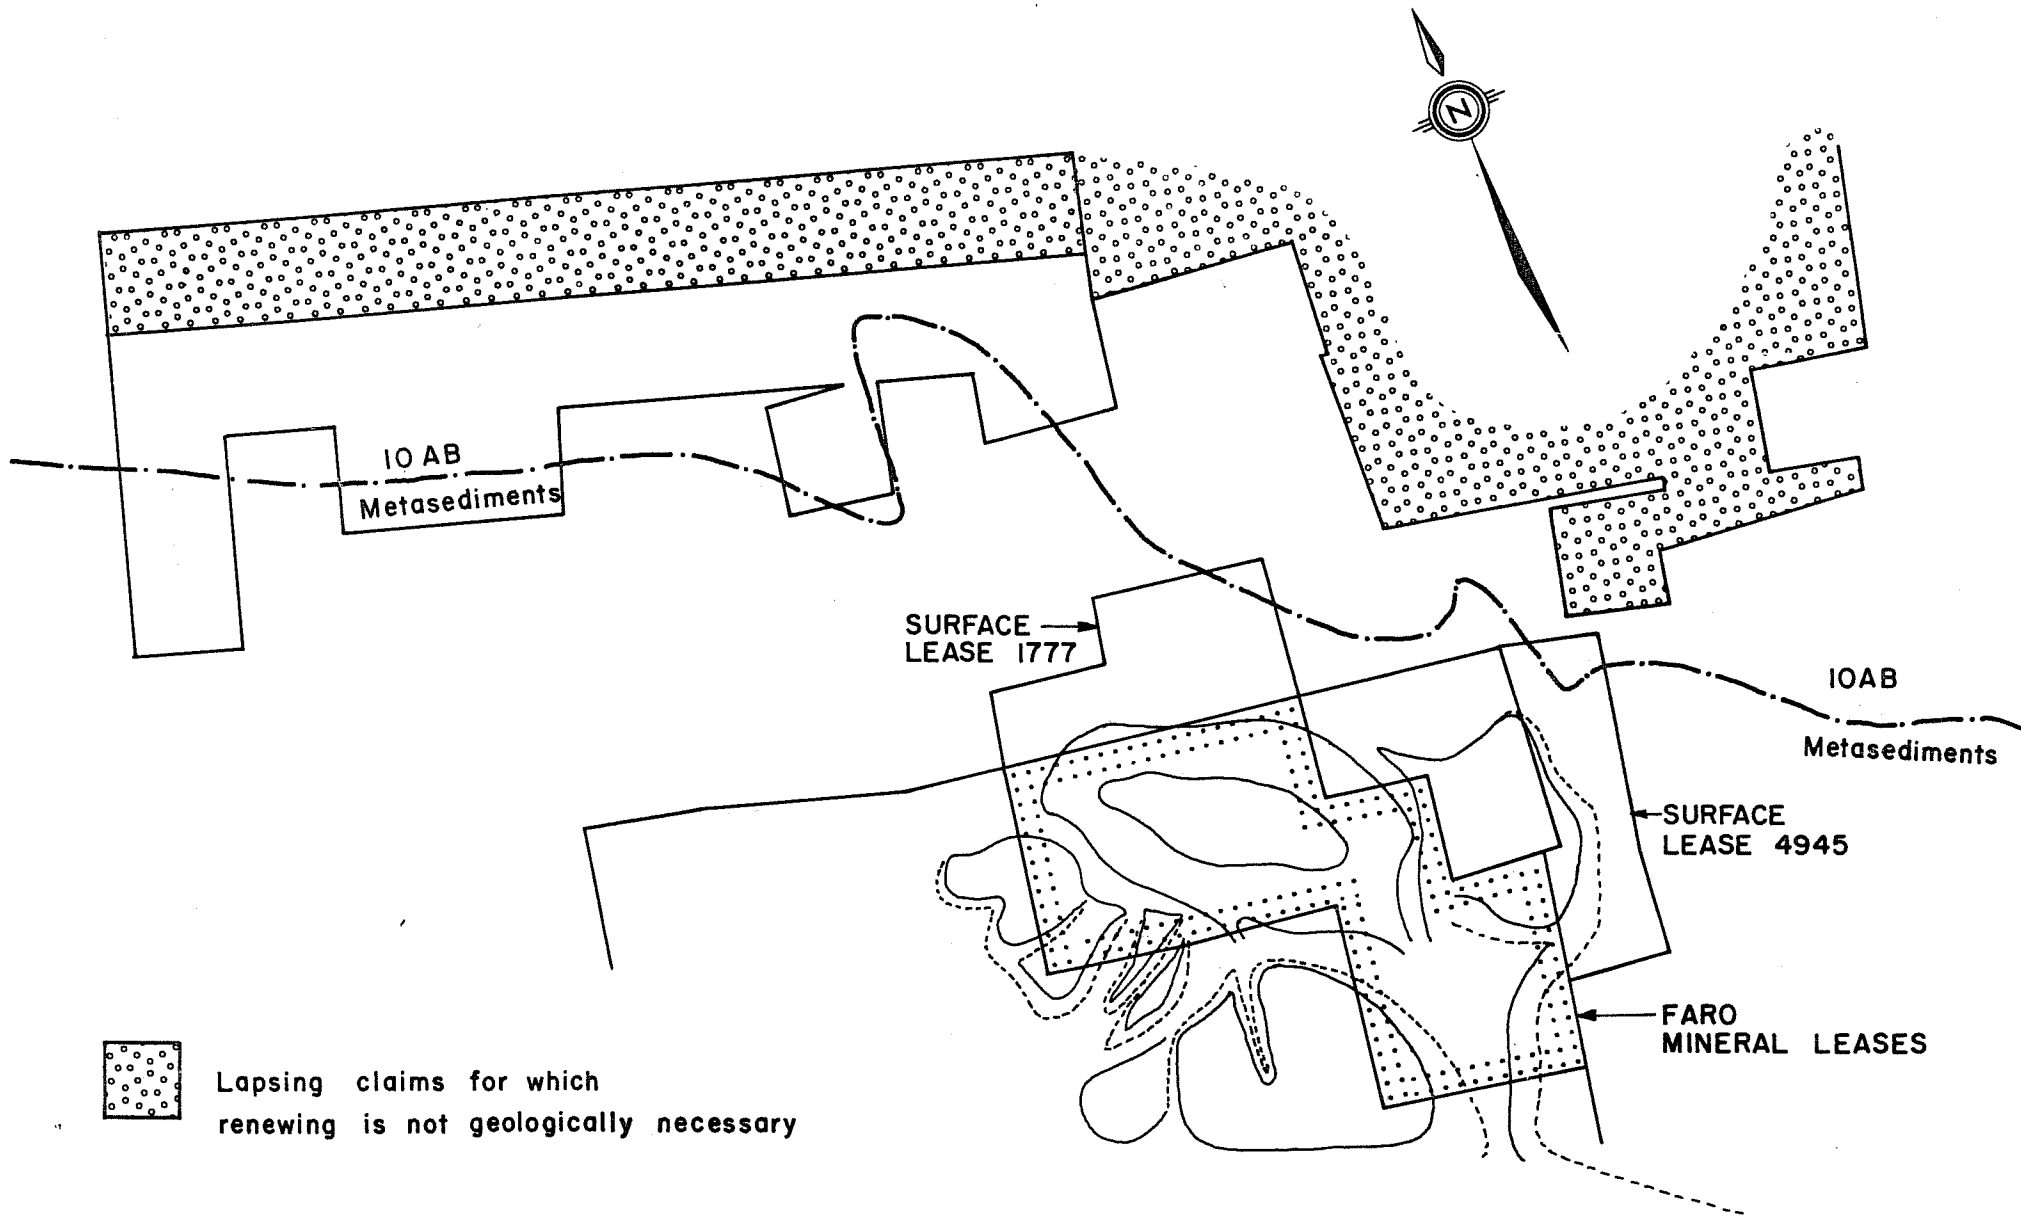 N
10 AB
Metasediments
SURFACE
LEASE 1777
10AB
Metasediments
SURFACE
LEASE 4945
FARO
MINERAL LEASES
Lapsing claims for which
renewing is not geologically necessary